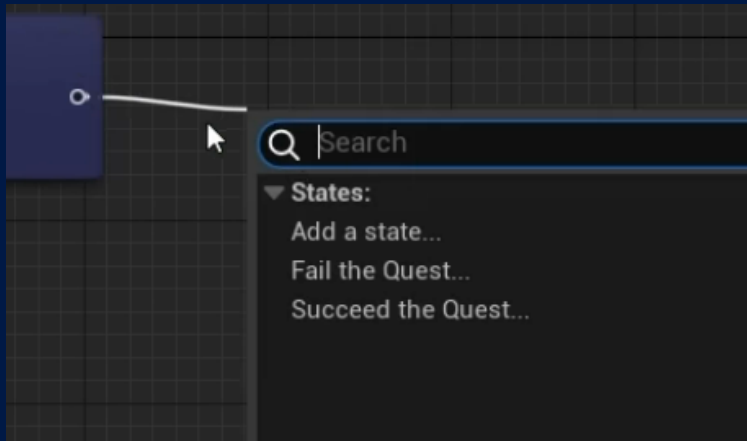 Search
States:
Add a state...
Fail the Quest...
Succeed the Quest...